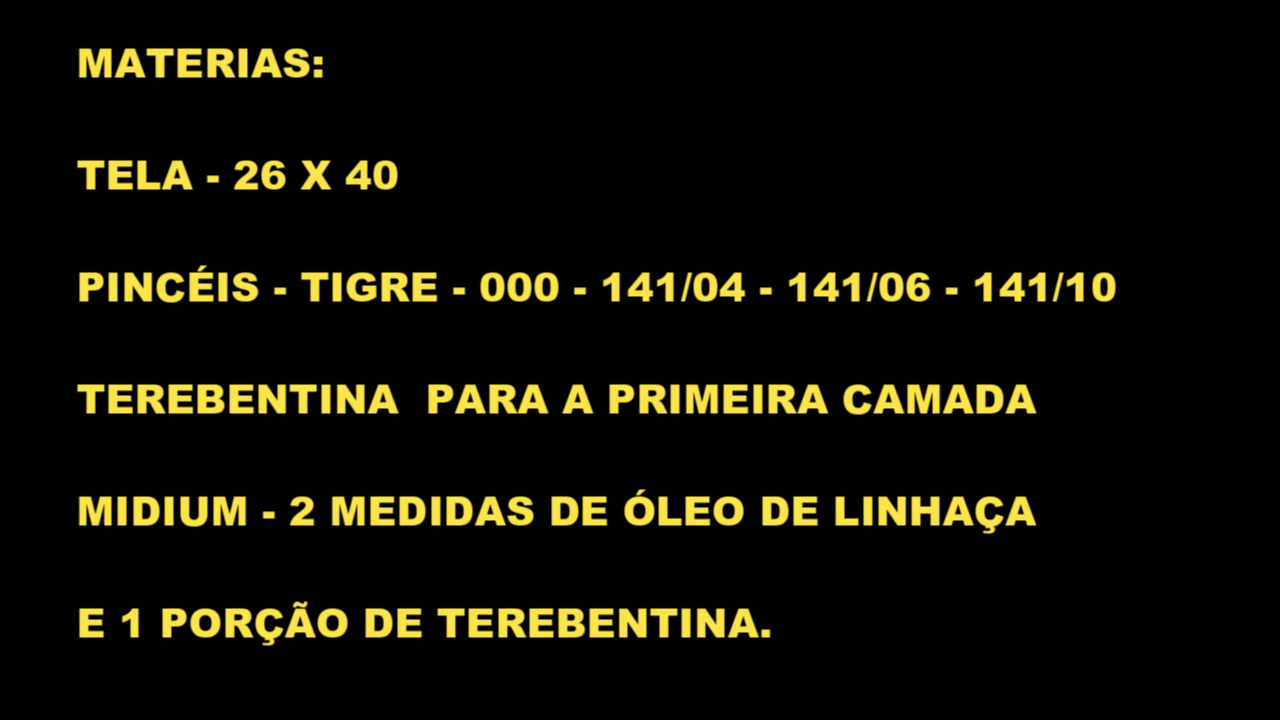 MATERIAS:
TELA - 26 X 40
PINCÉIS - TIGRE - 000 - 141/04 - 141/06 - 141/10
TEREBENTINA  PARA A PRIMEIRA CAMADA
MIDIUM - 2 MEDIDAS DE ÓLEO DE LINHAÇA
E 1 PORÇÃO DE TEREBENTINA.